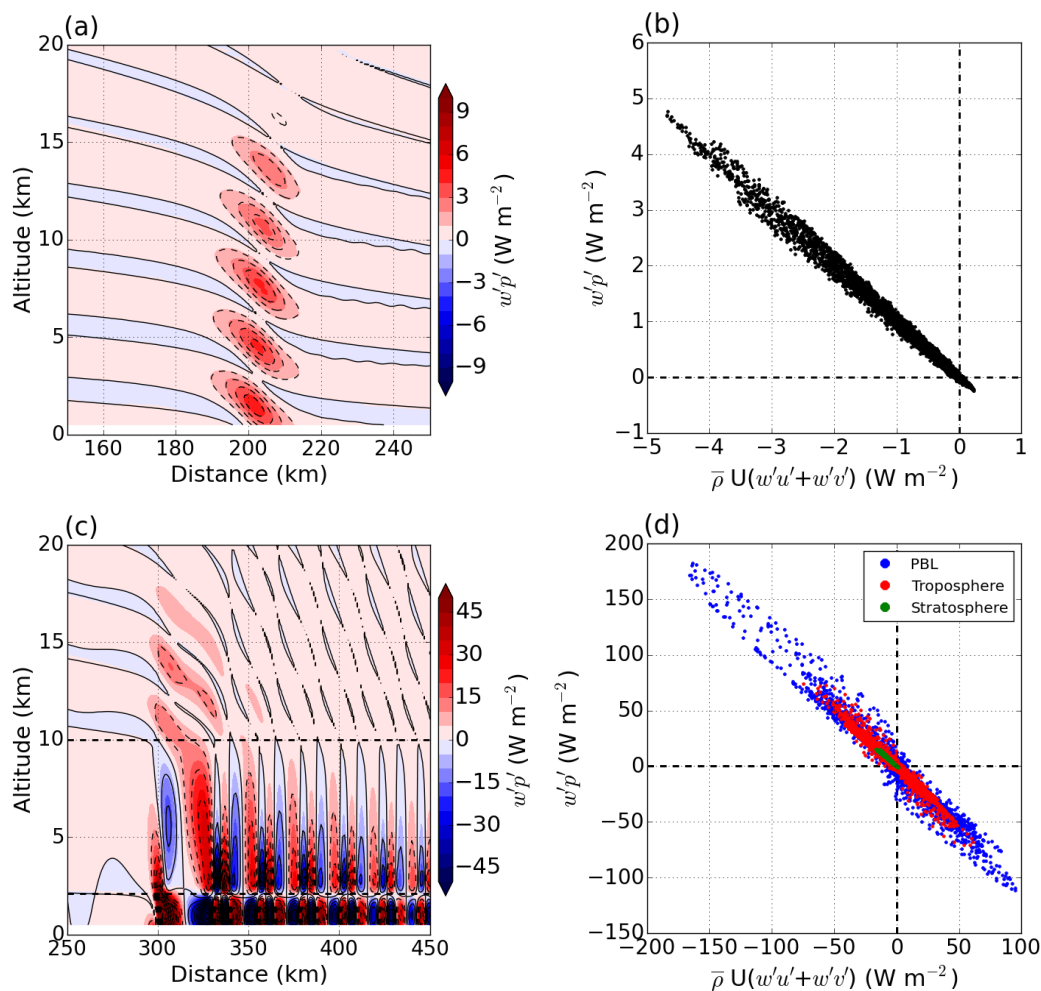 (a)
20
15
10
5
0
Altitude (km)
160 180 200 220 240
Distance (km)
9
6
3
0
−3
−6
−9
w′p′ (W m−2)
(b)
6
5
4
3
2
1
0
−1
w′p′ (W m−2)
−5 −4 −3 −2 −1 0 1
ρ̅ U(w′u′+w′v′) (W m−2)
(c)
20
15
10
5
0
Altitude (km)
250 300 350 400 450
Distance (km)
45
30
15
0
−15
−30
−45
w′p′ (W m−2)
(d)
200
150
100
50
0
−50
−100
−150
w′p′ (W m−2)
PBL
Troposphere
Stratosphere
−200 −150 −100 −50 0 50 100
ρ̅ U(w′u′+w′v′) (W m−2)